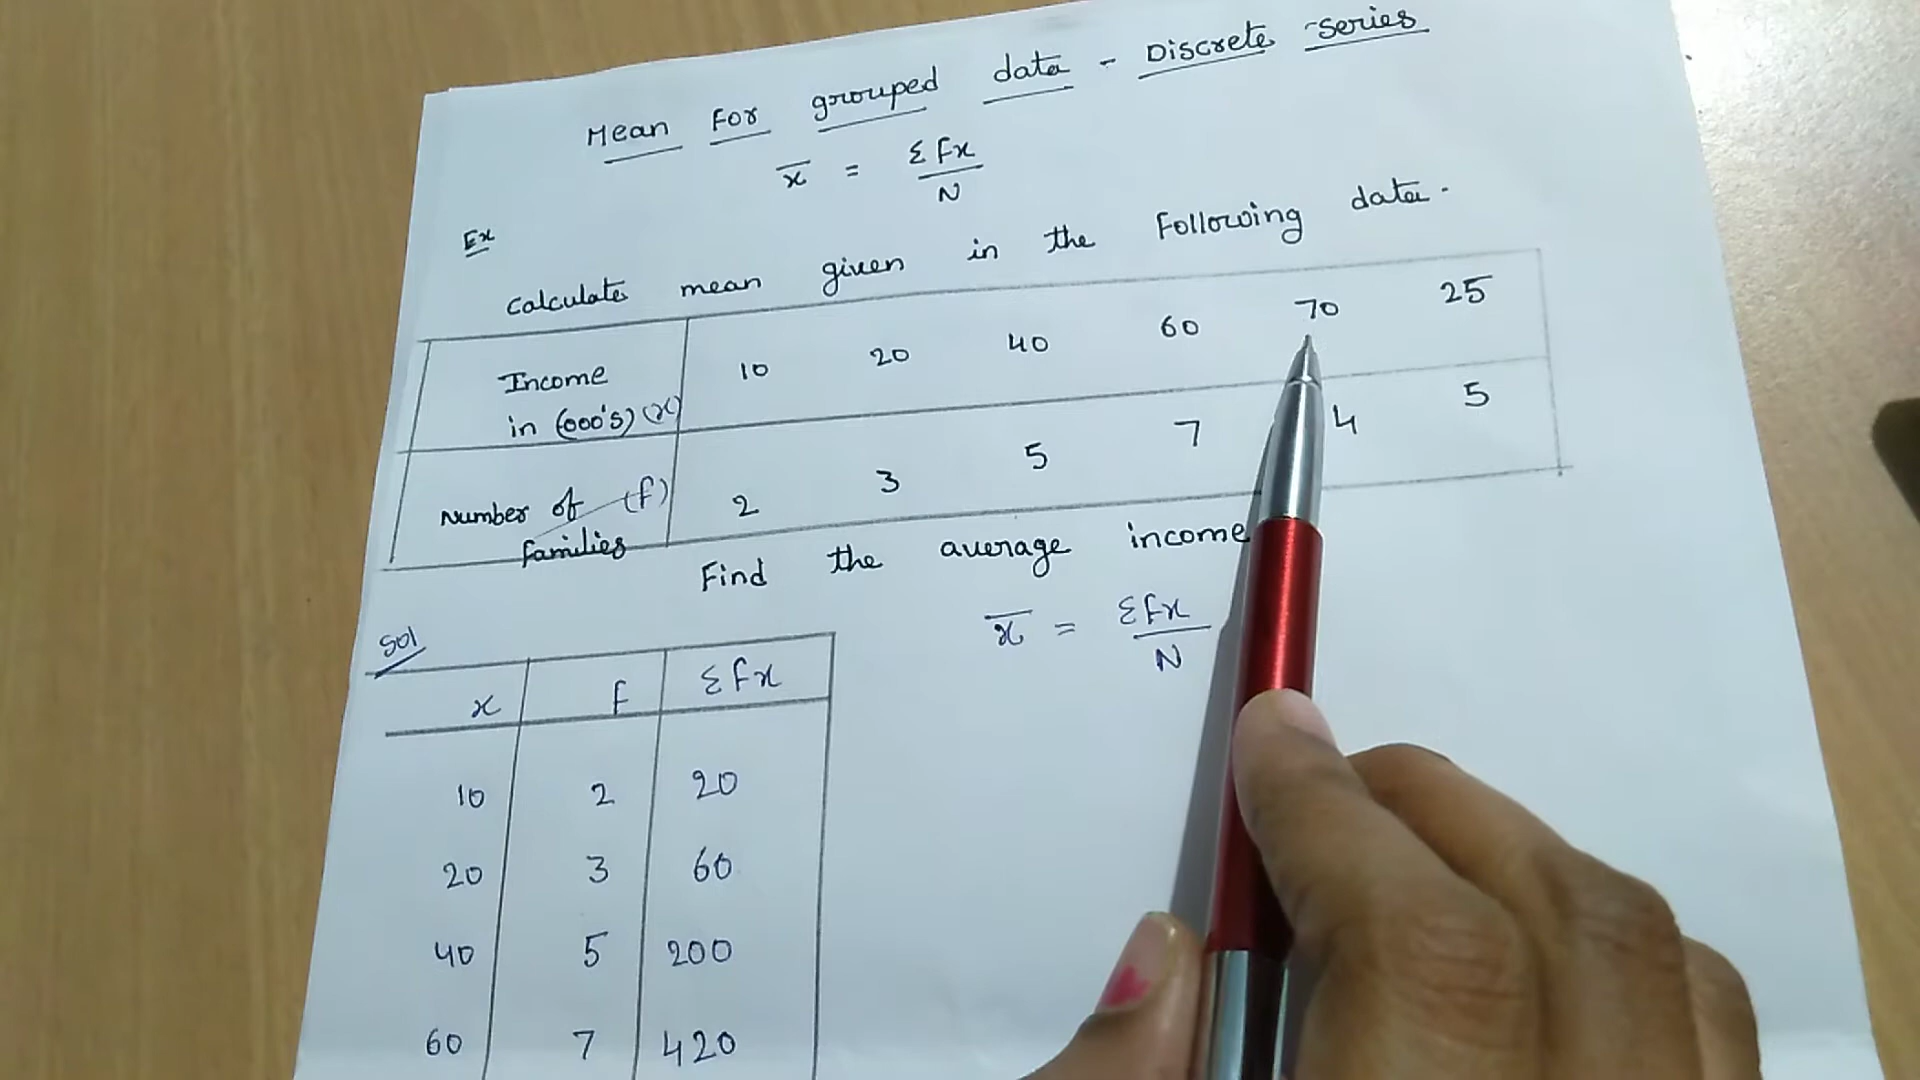 Mean for grouped data - Discrete series
x̄ = Σfx / N
Ex
calculate mean given in the following data.
Income in (000's) (x) 10 20 40 60 70 25
Number of families (f) 2 3 5 7 4 5
Find the average income
x̄ = Σfx / N
Sol
x f Σfx
10 2 20
20 3 60
40 5 200
60 7 420